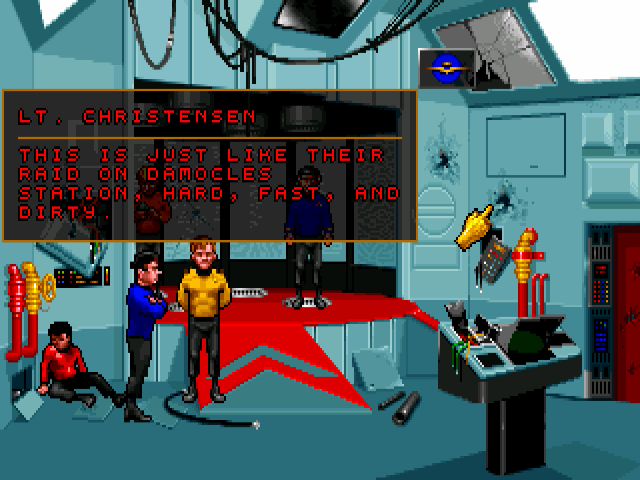 LT. CHRISTENSEN
THIS IS JUST LIKE THEIR
RAID ON DAMOCLES
STATION, HARD, FAST, AND
DIRTY.